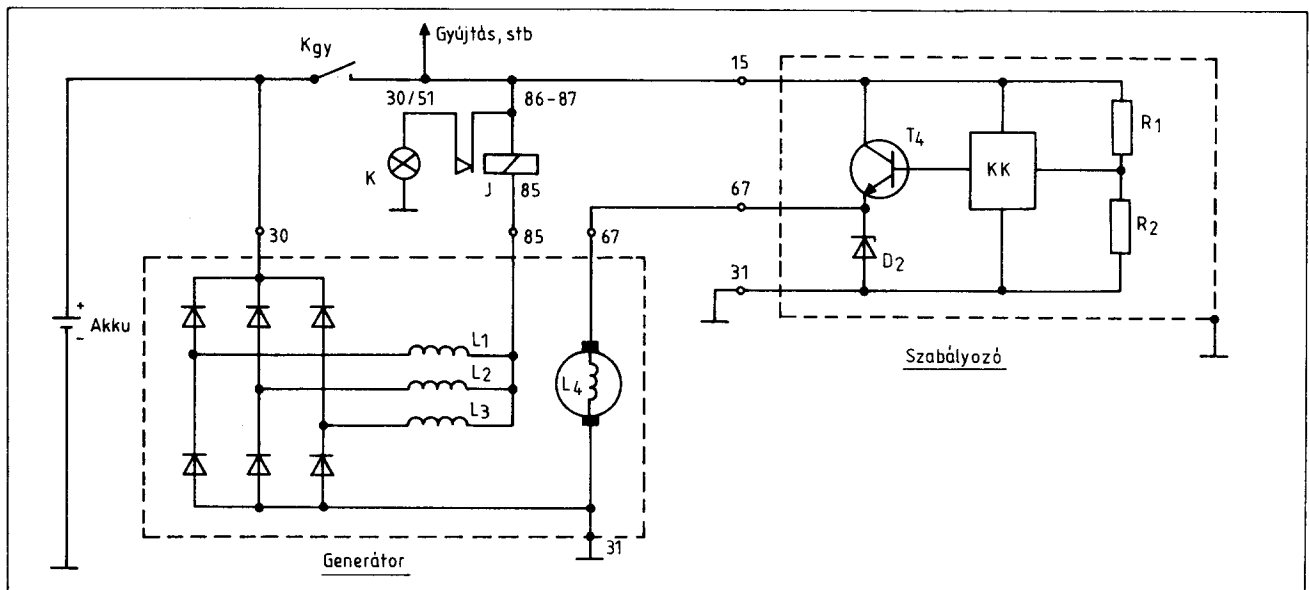 Kgy
Gyújtás, stb
30/51
86-87
15
T4
R1
K
J
85
KK
67
R2
30
85
67
31
D2
+
Akku
-
L1
L2
L3
L4
Szabályozó
31
Generátor